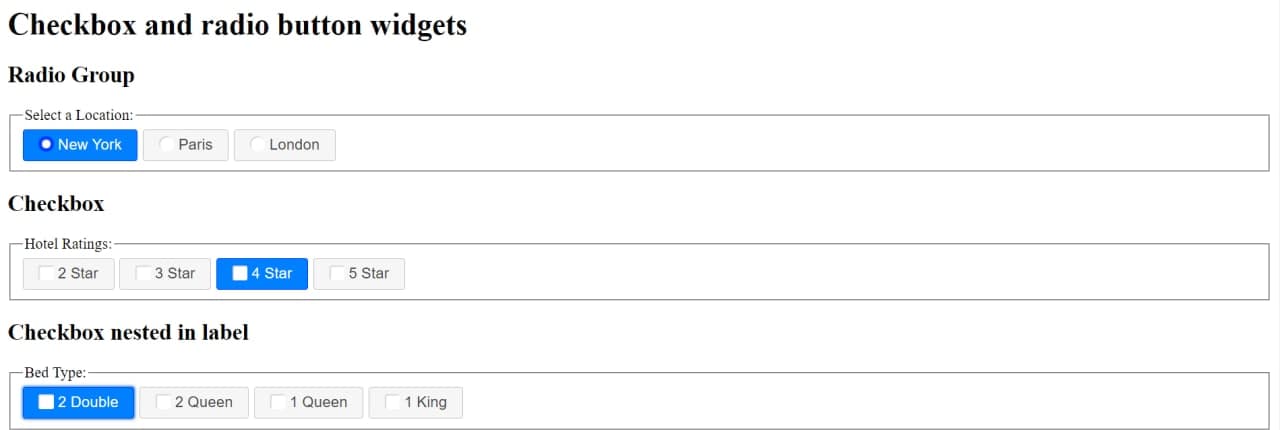 Checkbox and radio button widgets
Radio Group
Select a Location:
New York Paris London
Checkbox
Hotel Ratings:
2 Star 3 Star 4 Star 5 Star
Checkbox nested in label
Bed Type:
2 Double 2 Queen 1 Queen 1 King